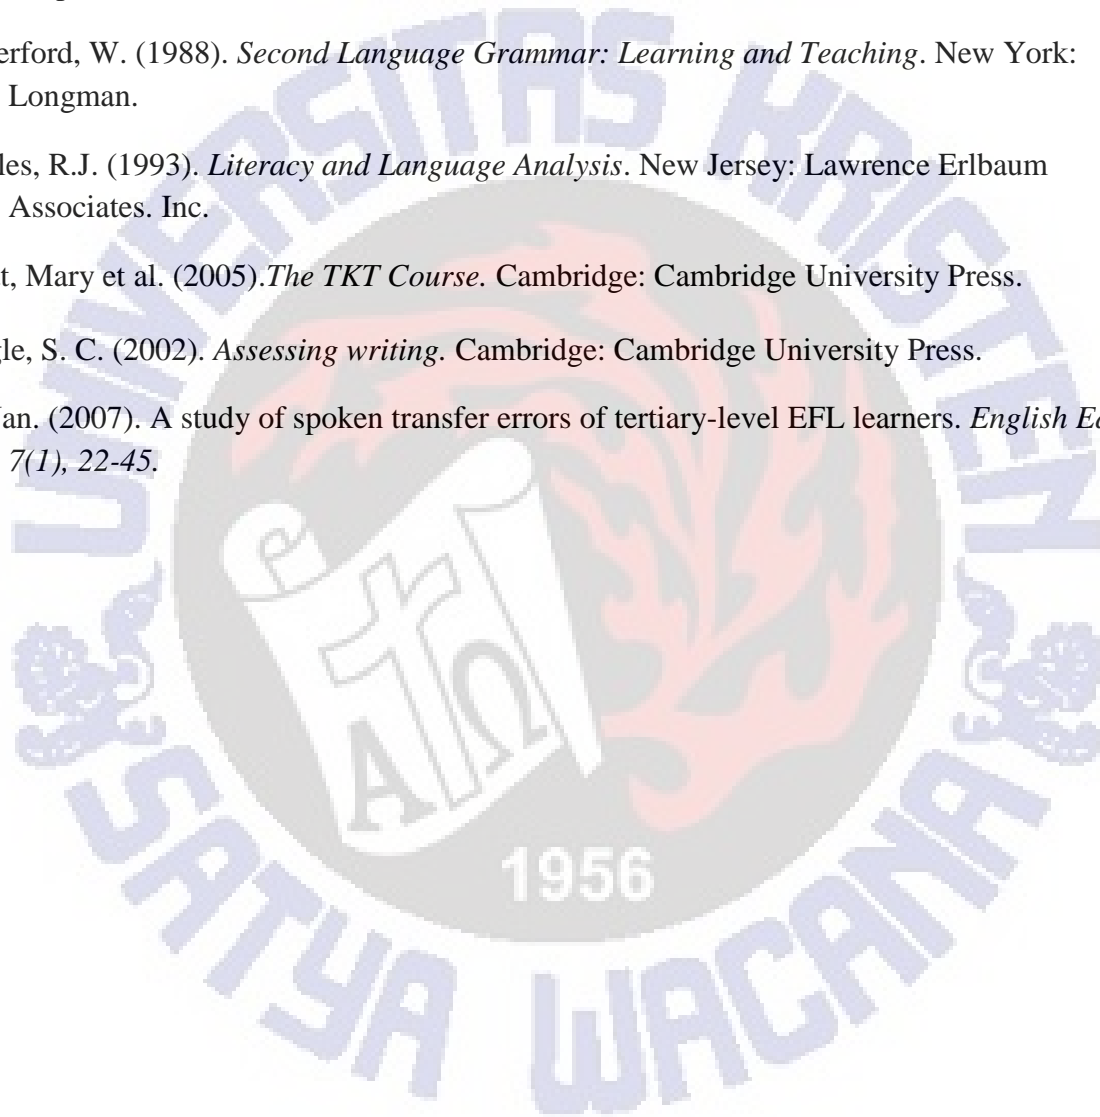 erford, W. (1988). Second Language Grammar: Learning and Teaching. New York:
Longman.
les, R.J. (1993). Literacy and Language Analysis. New Jersey: Lawrence Erlbaum
Associates. Inc.
t, Mary et al. (2005).The TKT Course. Cambridge: Cambridge University Press.
gle, S. C. (2002). Assessing writing. Cambridge: Cambridge University Press.
an. (2007). A study of spoken transfer errors of tertiary-level EFL learners. English Ed
7(1), 22-45.
UNIVERSITAS KRISTEN
ΑΩ
1956
SATYA WACANA